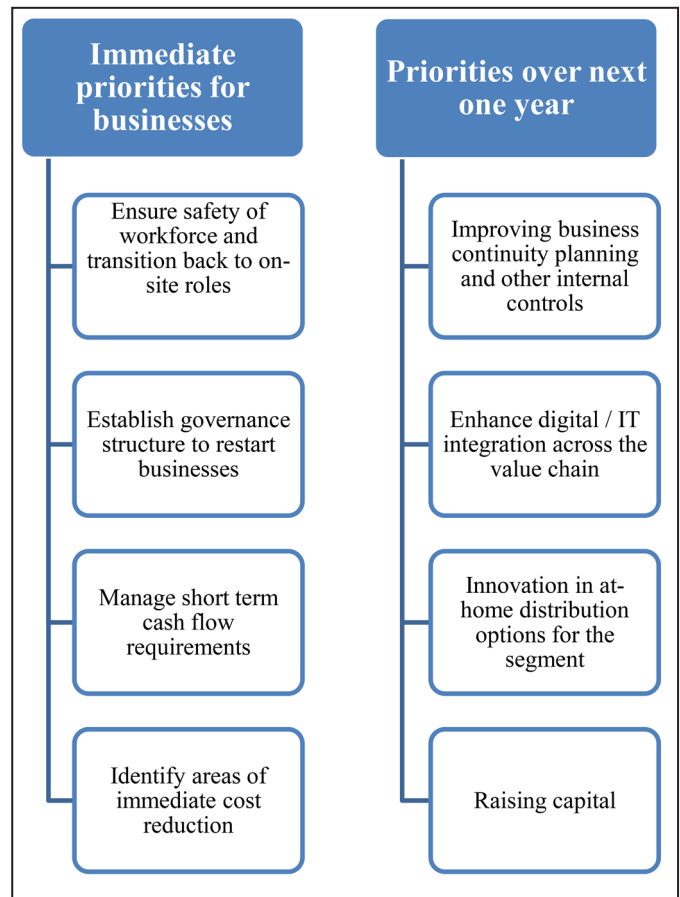 Immediate
priorities for
businesses
Ensure safety of
workforce and
transition back to on-
site roles
Establish governance
structure to restart
businesses
Manage short term
cash flow
requirements
Identify areas of
immediate cost
reduction
Priorities over next
one year
Improving business
continuity planning
and other internal
controls
Enhance digital / IT
integration across the
value chain
Innovation in at-
home distribution
options for the
segment
Raising capital